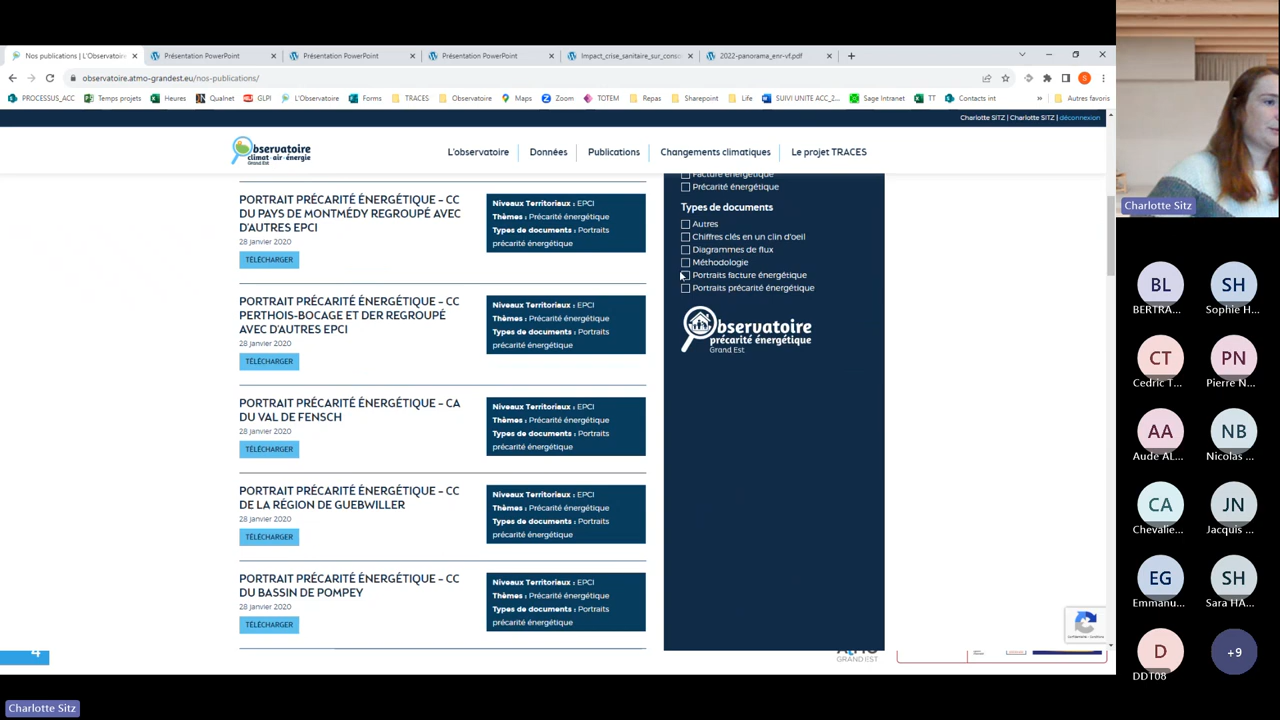 Nos publications | L'Observatoire
Présentation PowerPoint
Présentation PowerPoint
Présentation PowerPoint
Impact_crise_sanitaire_sur_conso
2022-panorama_enr-vf.pdf
observatoire.atmo-grandest.eu/nos-publications/
PROCESSUS_ACC
Temps projets
Heures
Qualnet
GLPI
L'Observatoire
Forms
TRACES
Observatoire
Maps
Zoom
TOTEM
Repas
Sharepoint
Life
SUIVI UNITE ACC_2...
Sage Intranet
TT
Contacts int
»
Autres favoris
Charlotte SITZ | Charlotte SITZ | déconnexion
Observatoire
climat·air·énergie
Grand Est
L'observatoire
Données
Publications
Changements climatiques
Le projet TRACES
PORTRAIT PRÉCARITÉ ÉNERGÉTIQUE – CC
DU PAYS DE MONTMÉDY REGROUPÉ AVEC
D'AUTRES EPCI
28 janvier 2020
TÉLÉCHARGER
Niveaux Territoriaux : EPCI
Thèmes : Précarité énergétique
Types de documents : Portraits
précarité énergétique
PORTRAIT PRÉCARITÉ ÉNERGÉTIQUE – CC
PERTHOIS-BOCAGE ET DER REGROUPÉ
AVEC D'AUTRES EPCI
28 janvier 2020
TÉLÉCHARGER
Niveaux Territoriaux : EPCI
Thèmes : Précarité énergétique
Types de documents : Portraits
précarité énergétique
PORTRAIT PRÉCARITÉ ÉNERGÉTIQUE – CA
DU VAL DE FENSCH
28 janvier 2020
TÉLÉCHARGER
Niveaux Territoriaux : EPCI
Thèmes : Précarité énergétique
Types de documents : Portraits
précarité énergétique
PORTRAIT PRÉCARITÉ ÉNERGÉTIQUE – CC
DE LA RÉGION DE GUEBWILLER
28 janvier 2020
TÉLÉCHARGER
Niveaux Territoriaux : EPCI
Thèmes : Précarité énergétique
Types de documents : Portraits
précarité énergétique
PORTRAIT PRÉCARITÉ ÉNERGÉTIQUE – CC
DU BASSIN DE POMPEY
28 janvier 2020
TÉLÉCHARGER
Niveaux Territoriaux : EPCI
Thèmes : Précarité énergétique
Types de documents : Portraits
précarité énergétique
Facture énergétique
Précarité énergétique
Types de documents
Autres
Chiffres clés en un clin d'oeil
Diagrammes de flux
Méthodologie
Portraits facture énergétique
Portraits précarité énergétique
Observatoire
précarité énergétique
Grand Est
4
GRAND EST
Charlotte Sitz
BL
BERTRA...
SH
Sophie H...
CT
Cedric T...
PN
Pierre N...
AA
Aude AL...
NB
Nicolas ...
CA
Chevalie...
JN
Jacquis ...
EG
Emmanu...
SH
Sara HA...
D
DDT08
+9
Charlotte Sitz